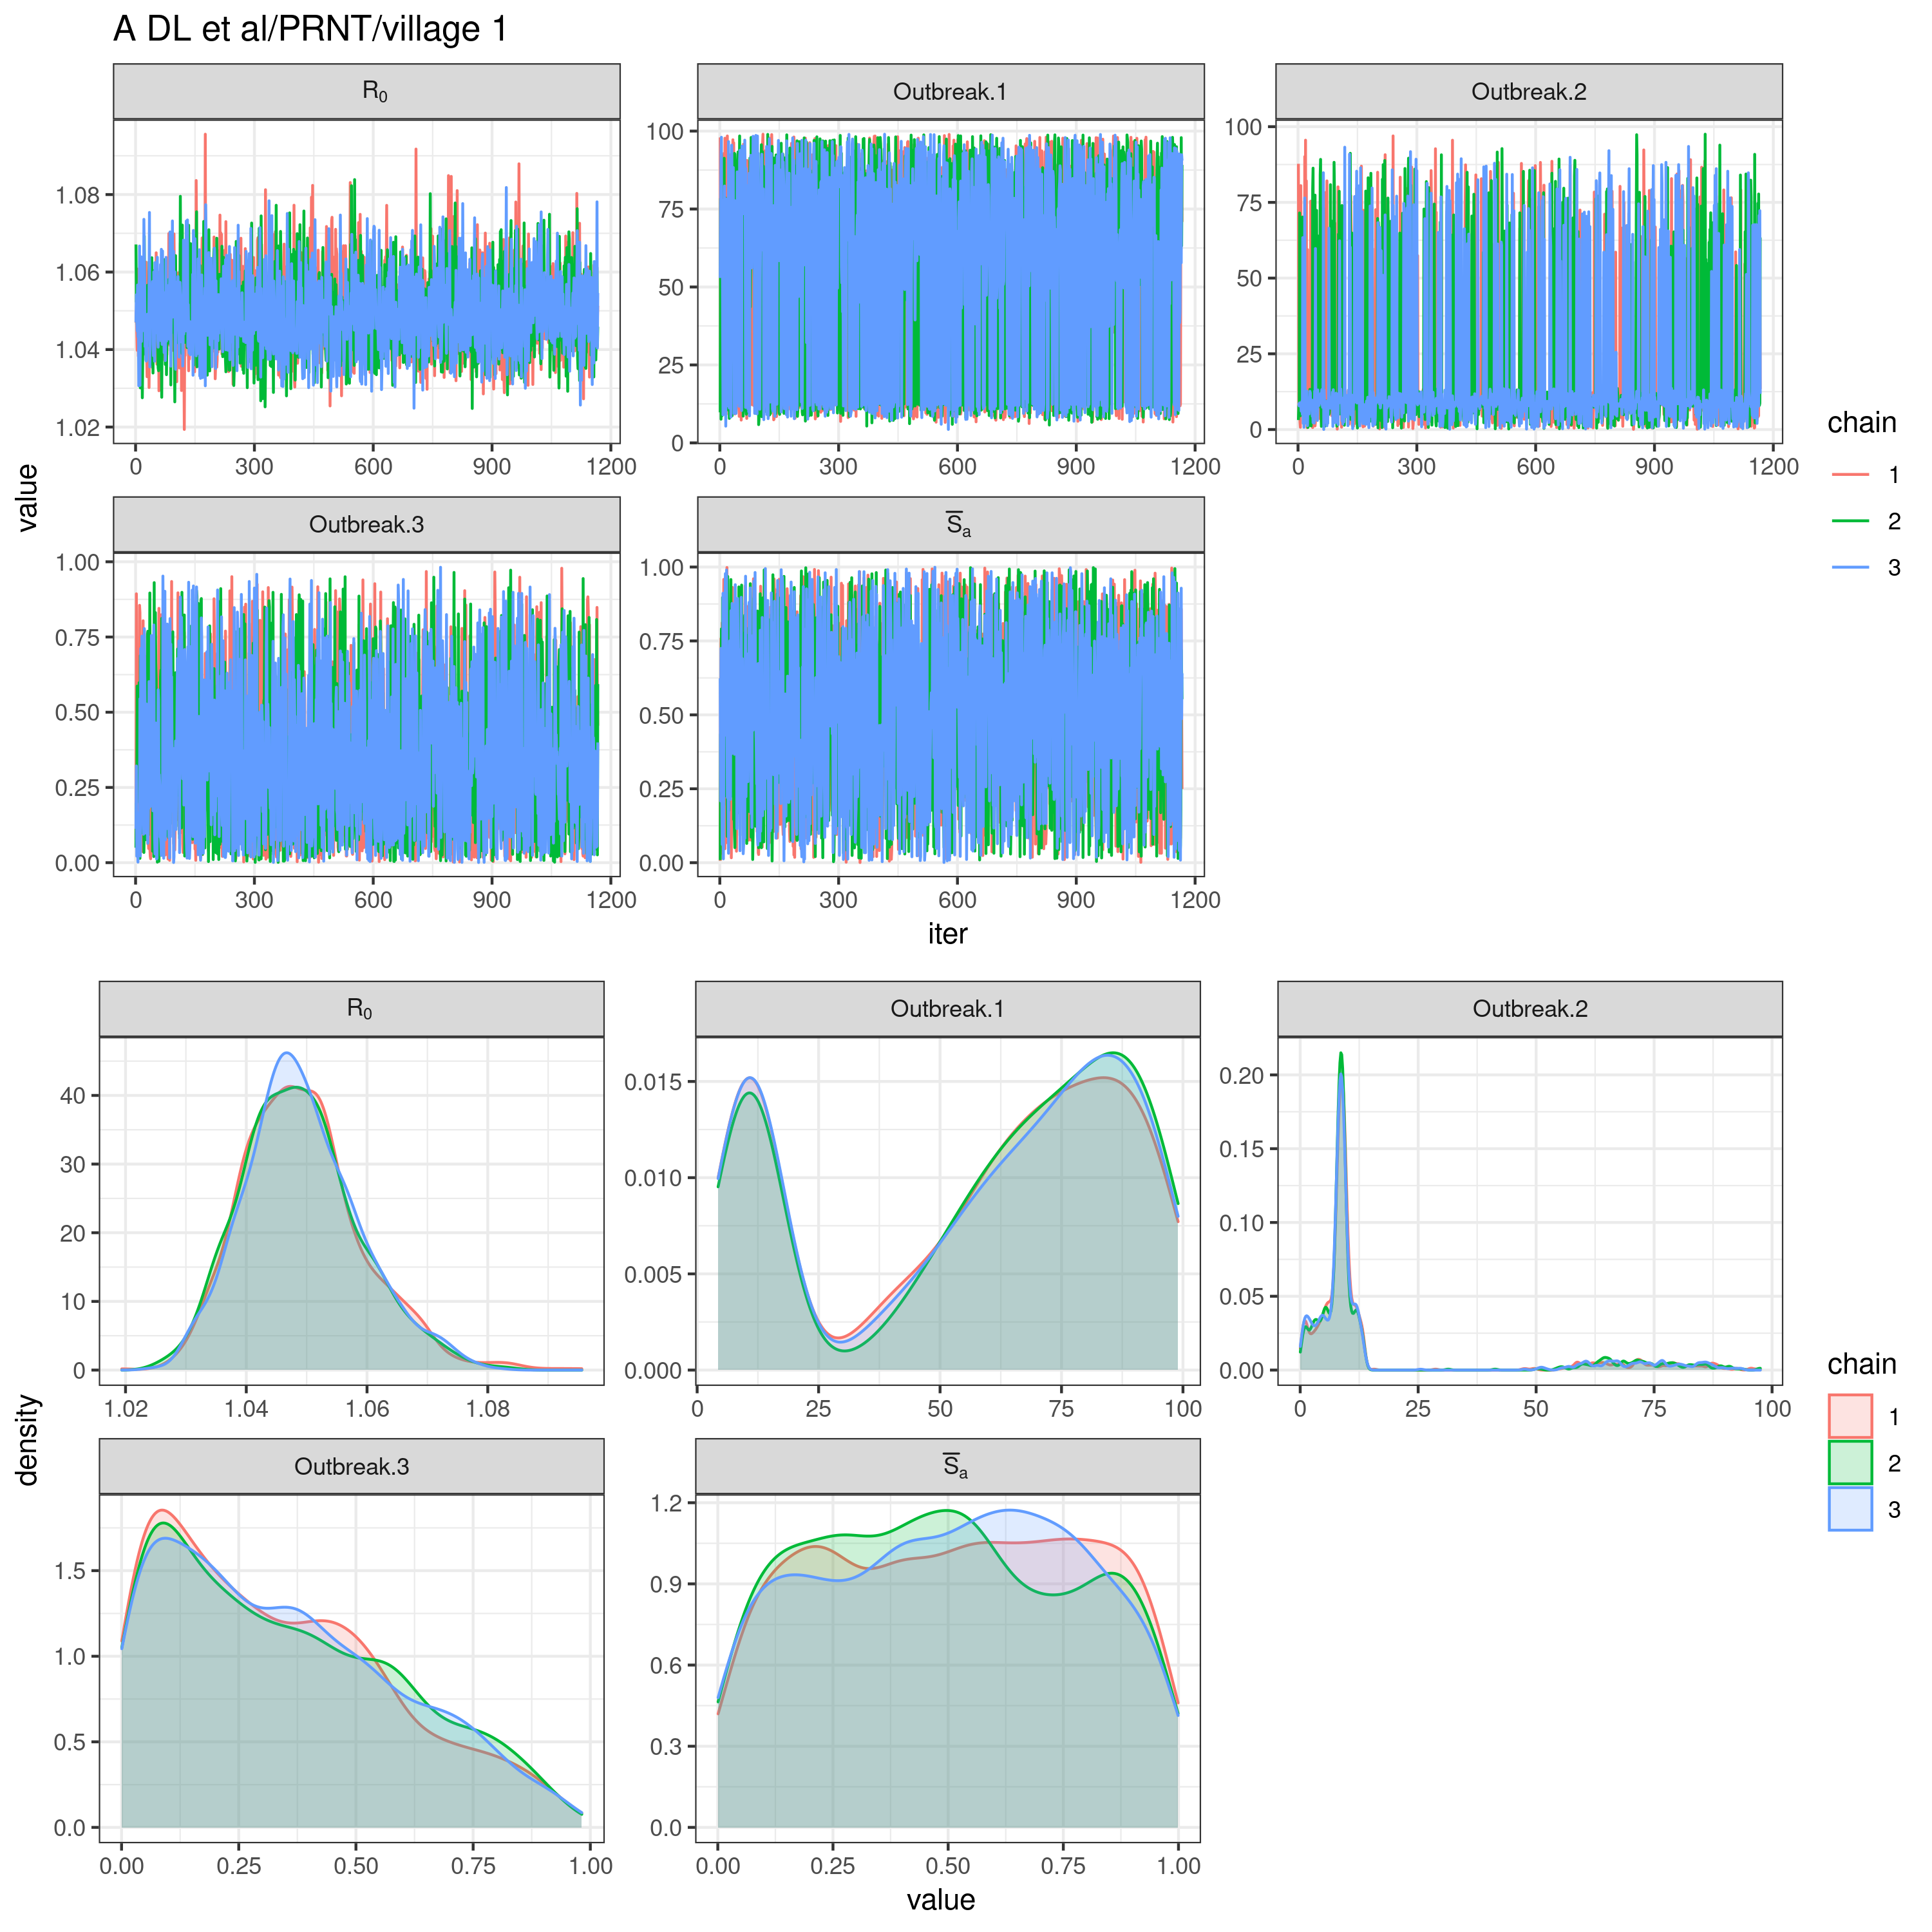 A DL et al/PRNT/village 1
R₀ Outbreak.1 Outbreak.2
1.08
1.06
1.04
1.02
0 300 600 900 1200
100
75
50
25
0
0 300 600 900 1200
100
75
50
25
0
0 300 600 900 1200
Outbreak.3 S̅ₐ
1.00
0.75
0.50
0.25
0.00
0 300 600 900 1200
1.00
0.75
0.50
0.25
0.00
0 300 600 900 1200
value
iter
chain
1
2
3
R₀ Outbreak.1 Outbreak.2
40
30
20
10
0
1.02 1.04 1.06 1.08
0.015
0.010
0.005
0.000
0 25 50 75 100
0.20
0.15
0.10
0.05
0.00
0 25 50 75 100
Outbreak.3 S̅ₐ
1.5
1.0
0.5
0.0
0.00 0.25 0.50 0.75 1.00
1.2
0.9
0.6
0.3
0.0
0.00 0.25 0.50 0.75 1.00
density
value
chain
1
2
3